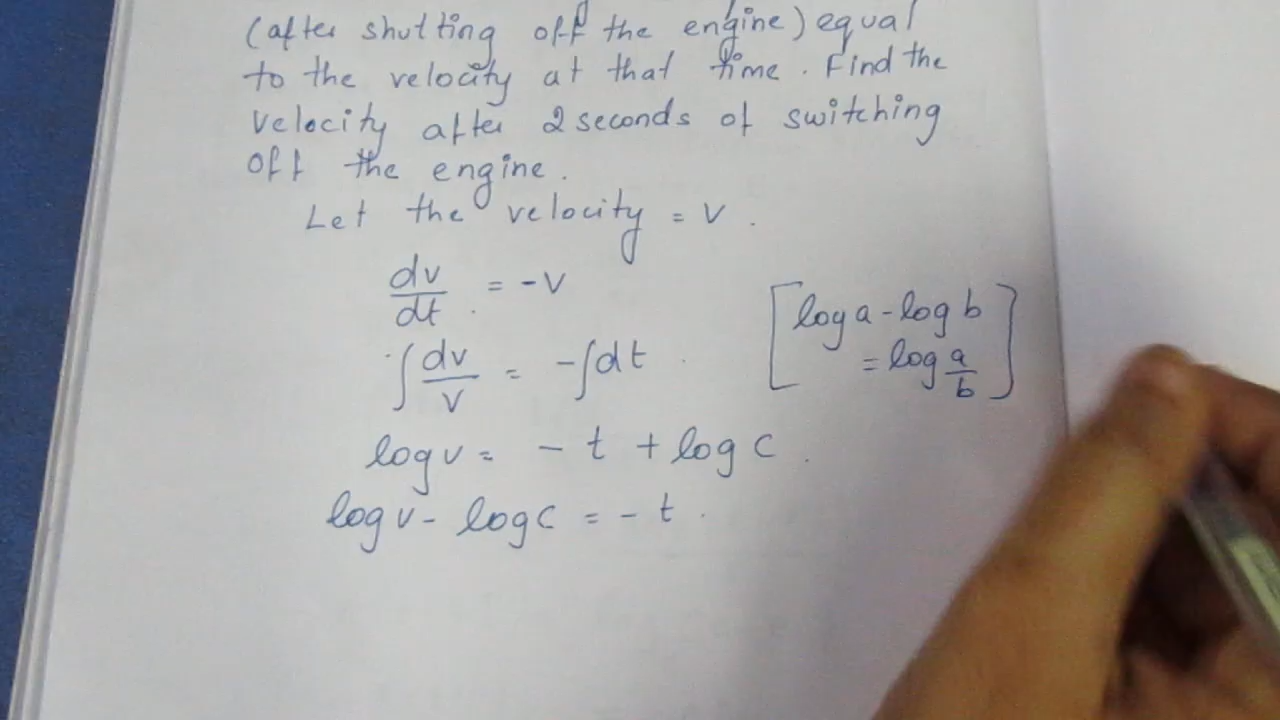 (after shutting off the engine) equal
to the velocity at that time. Find the
velocity after 2 seconds of switching
off the engine.
Let the velocity = v.
dv/dt = -v
∫ dv/v = -∫dt
[log a - log b
= log a/b]
log v = - t + log c.
log v - log c = - t.